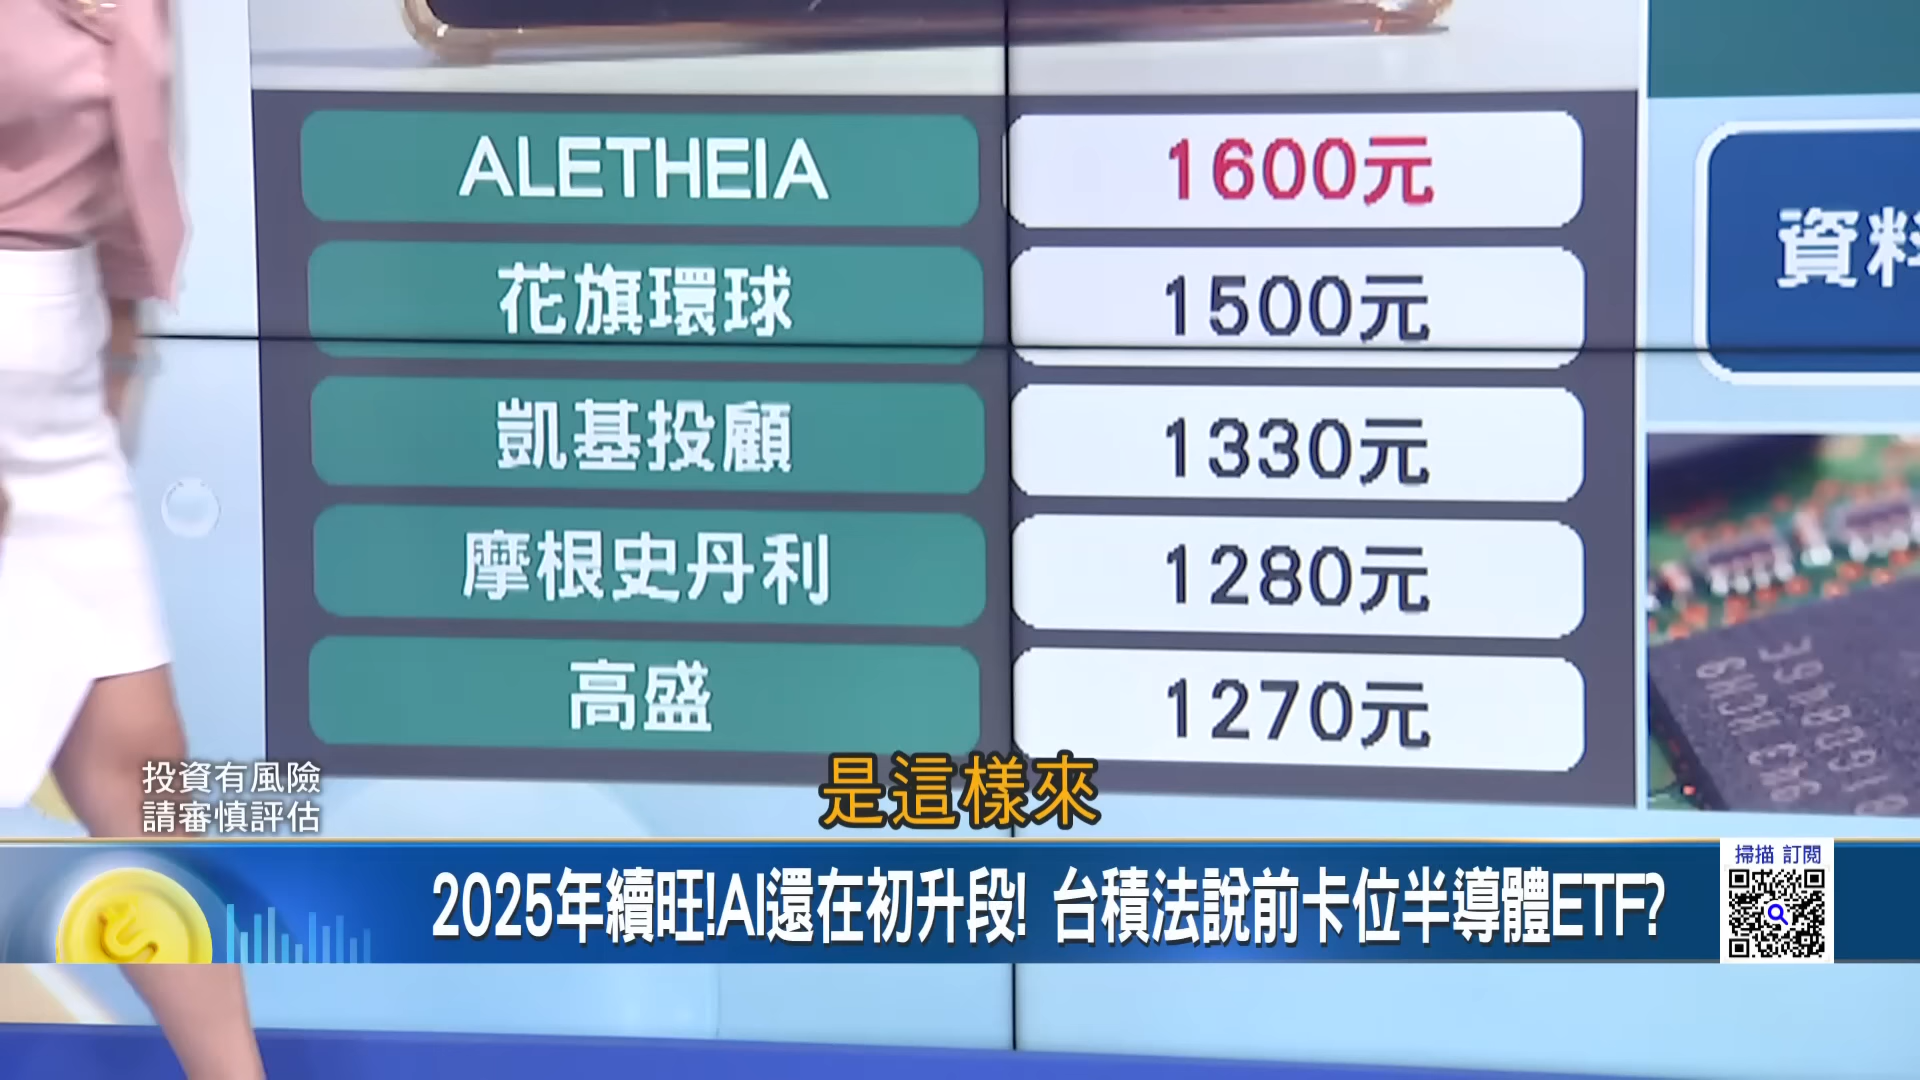 ALETHEIA 1600元
花旗環球 1500元
凱基投顧 1330元
摩根史丹利 1280元
高盛 1270元
資料
投資有風險
請審慎評估
是這樣來
2025年續旺!AI還在初升段! 台積法說前卡位半導體ETF?
掃描 訂閱